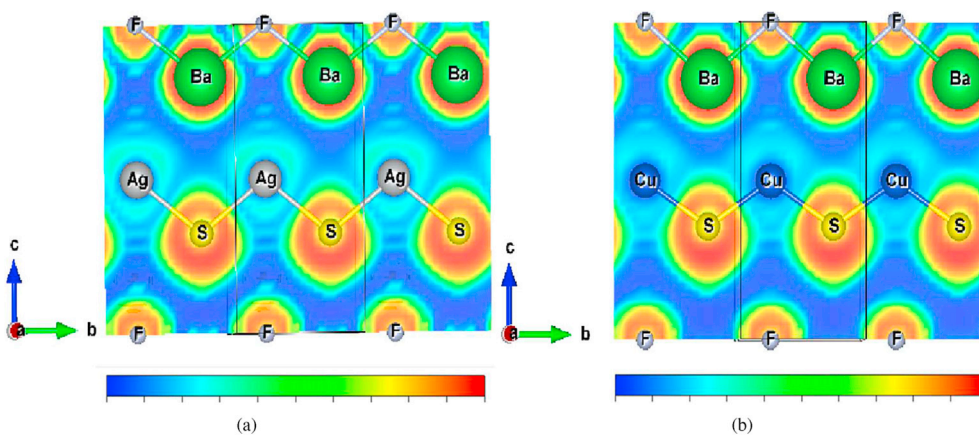 F F F F F F
Ba Ba Ba Ba Ba Ba
Ag Ag Ag Cu Cu Cu
S S S S S S
c c
a b a b
F F F F F F
(a) (b)